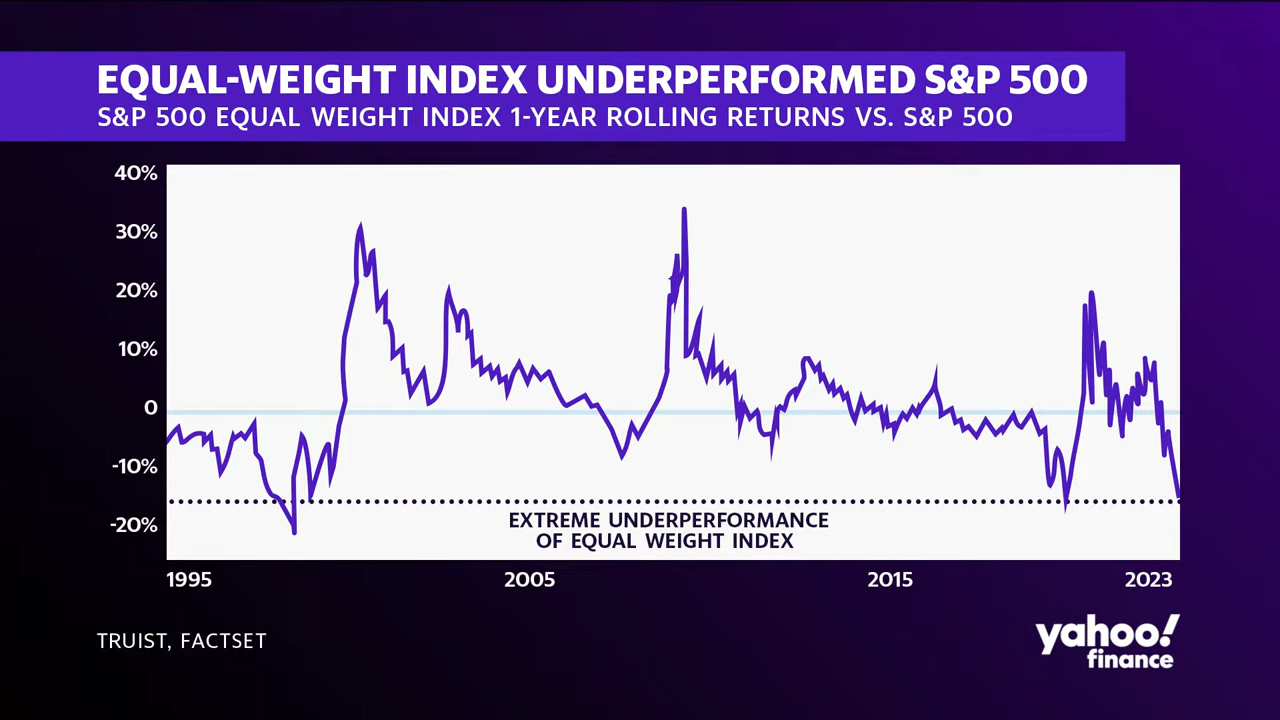 EQUAL-WEIGHT INDEX UNDERPERFORMED S&P 500
S&P 500 EQUAL WEIGHT INDEX 1-YEAR ROLLING RETURNS VS. S&P 500
40%
30%
20%
10%
0
-10%
-20%
EXTREME UNDERPERFORMANCE
OF EQUAL WEIGHT INDEX
1995 2005 2015 2023
TRUIST, FACTSET
yahoo!
finance